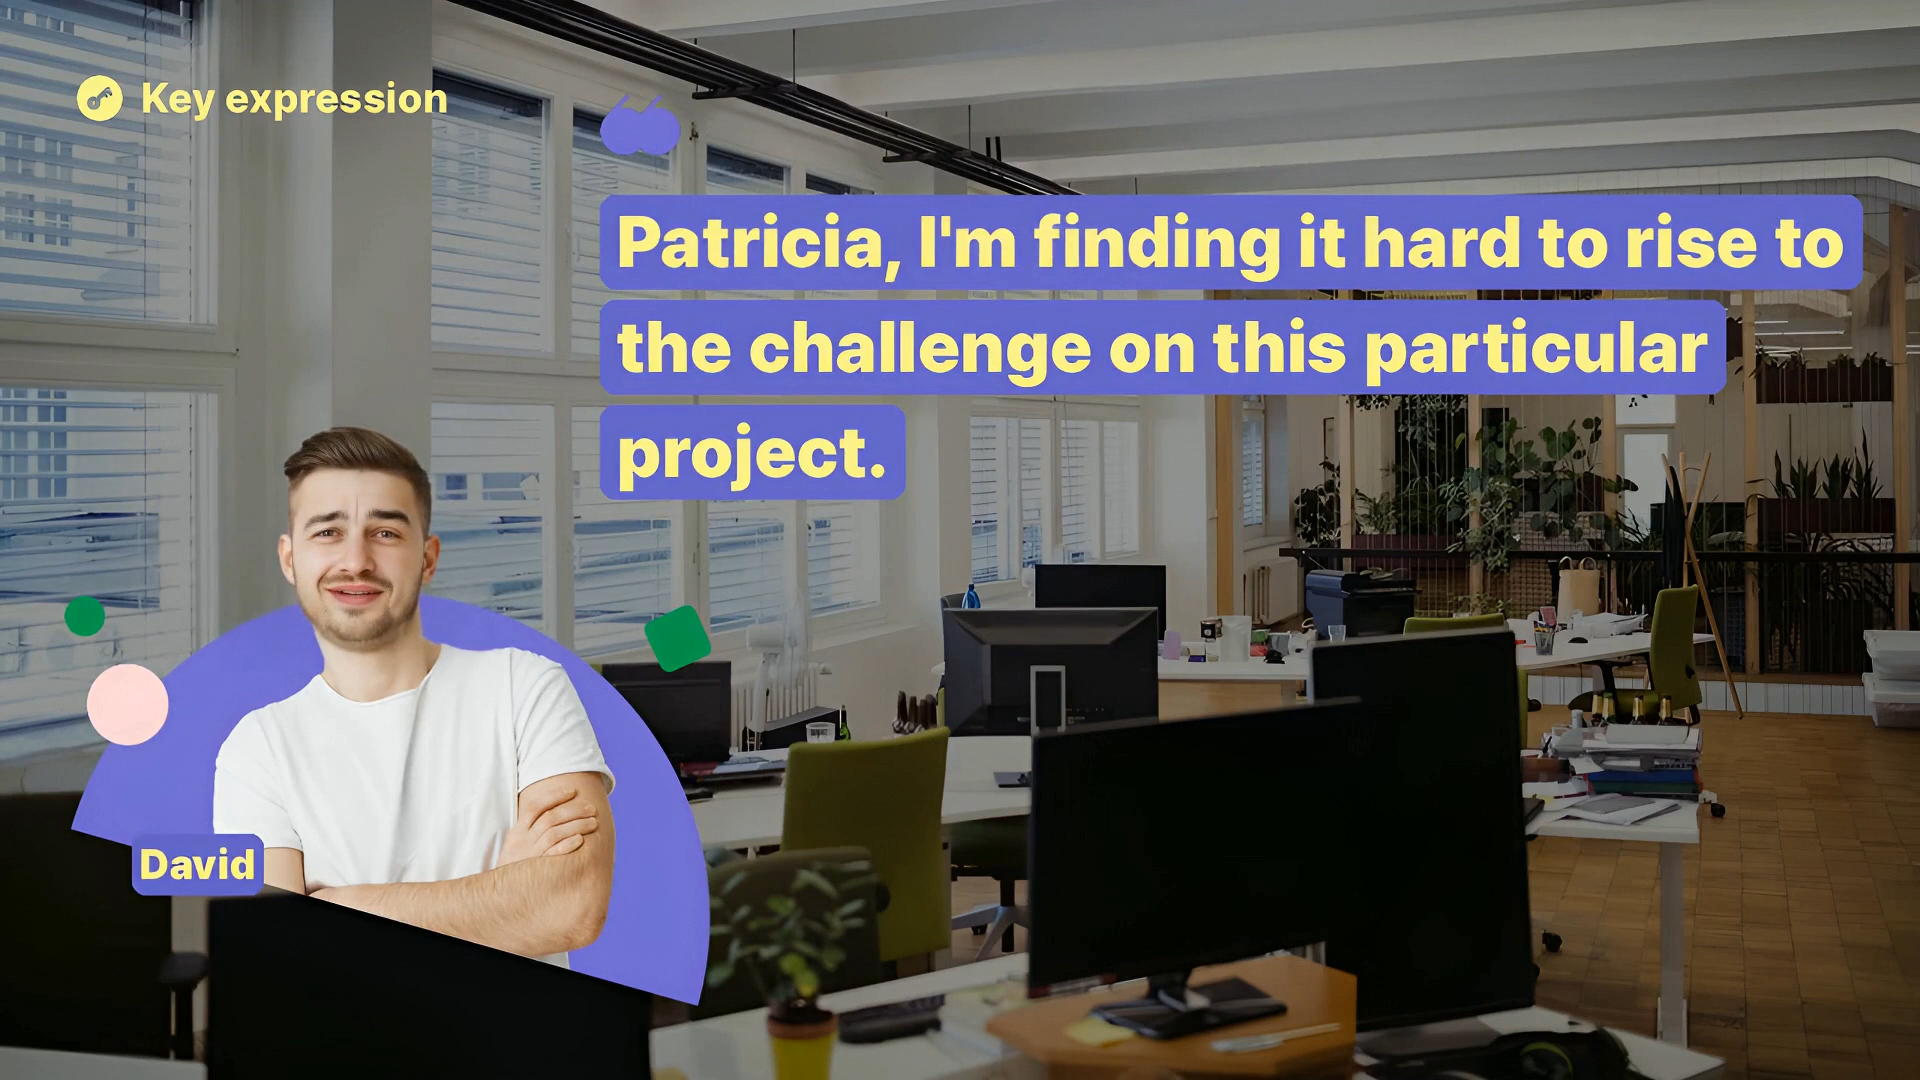 Key expression
Patricia, I'm finding it hard to rise to
the challenge on this particular
project.
David